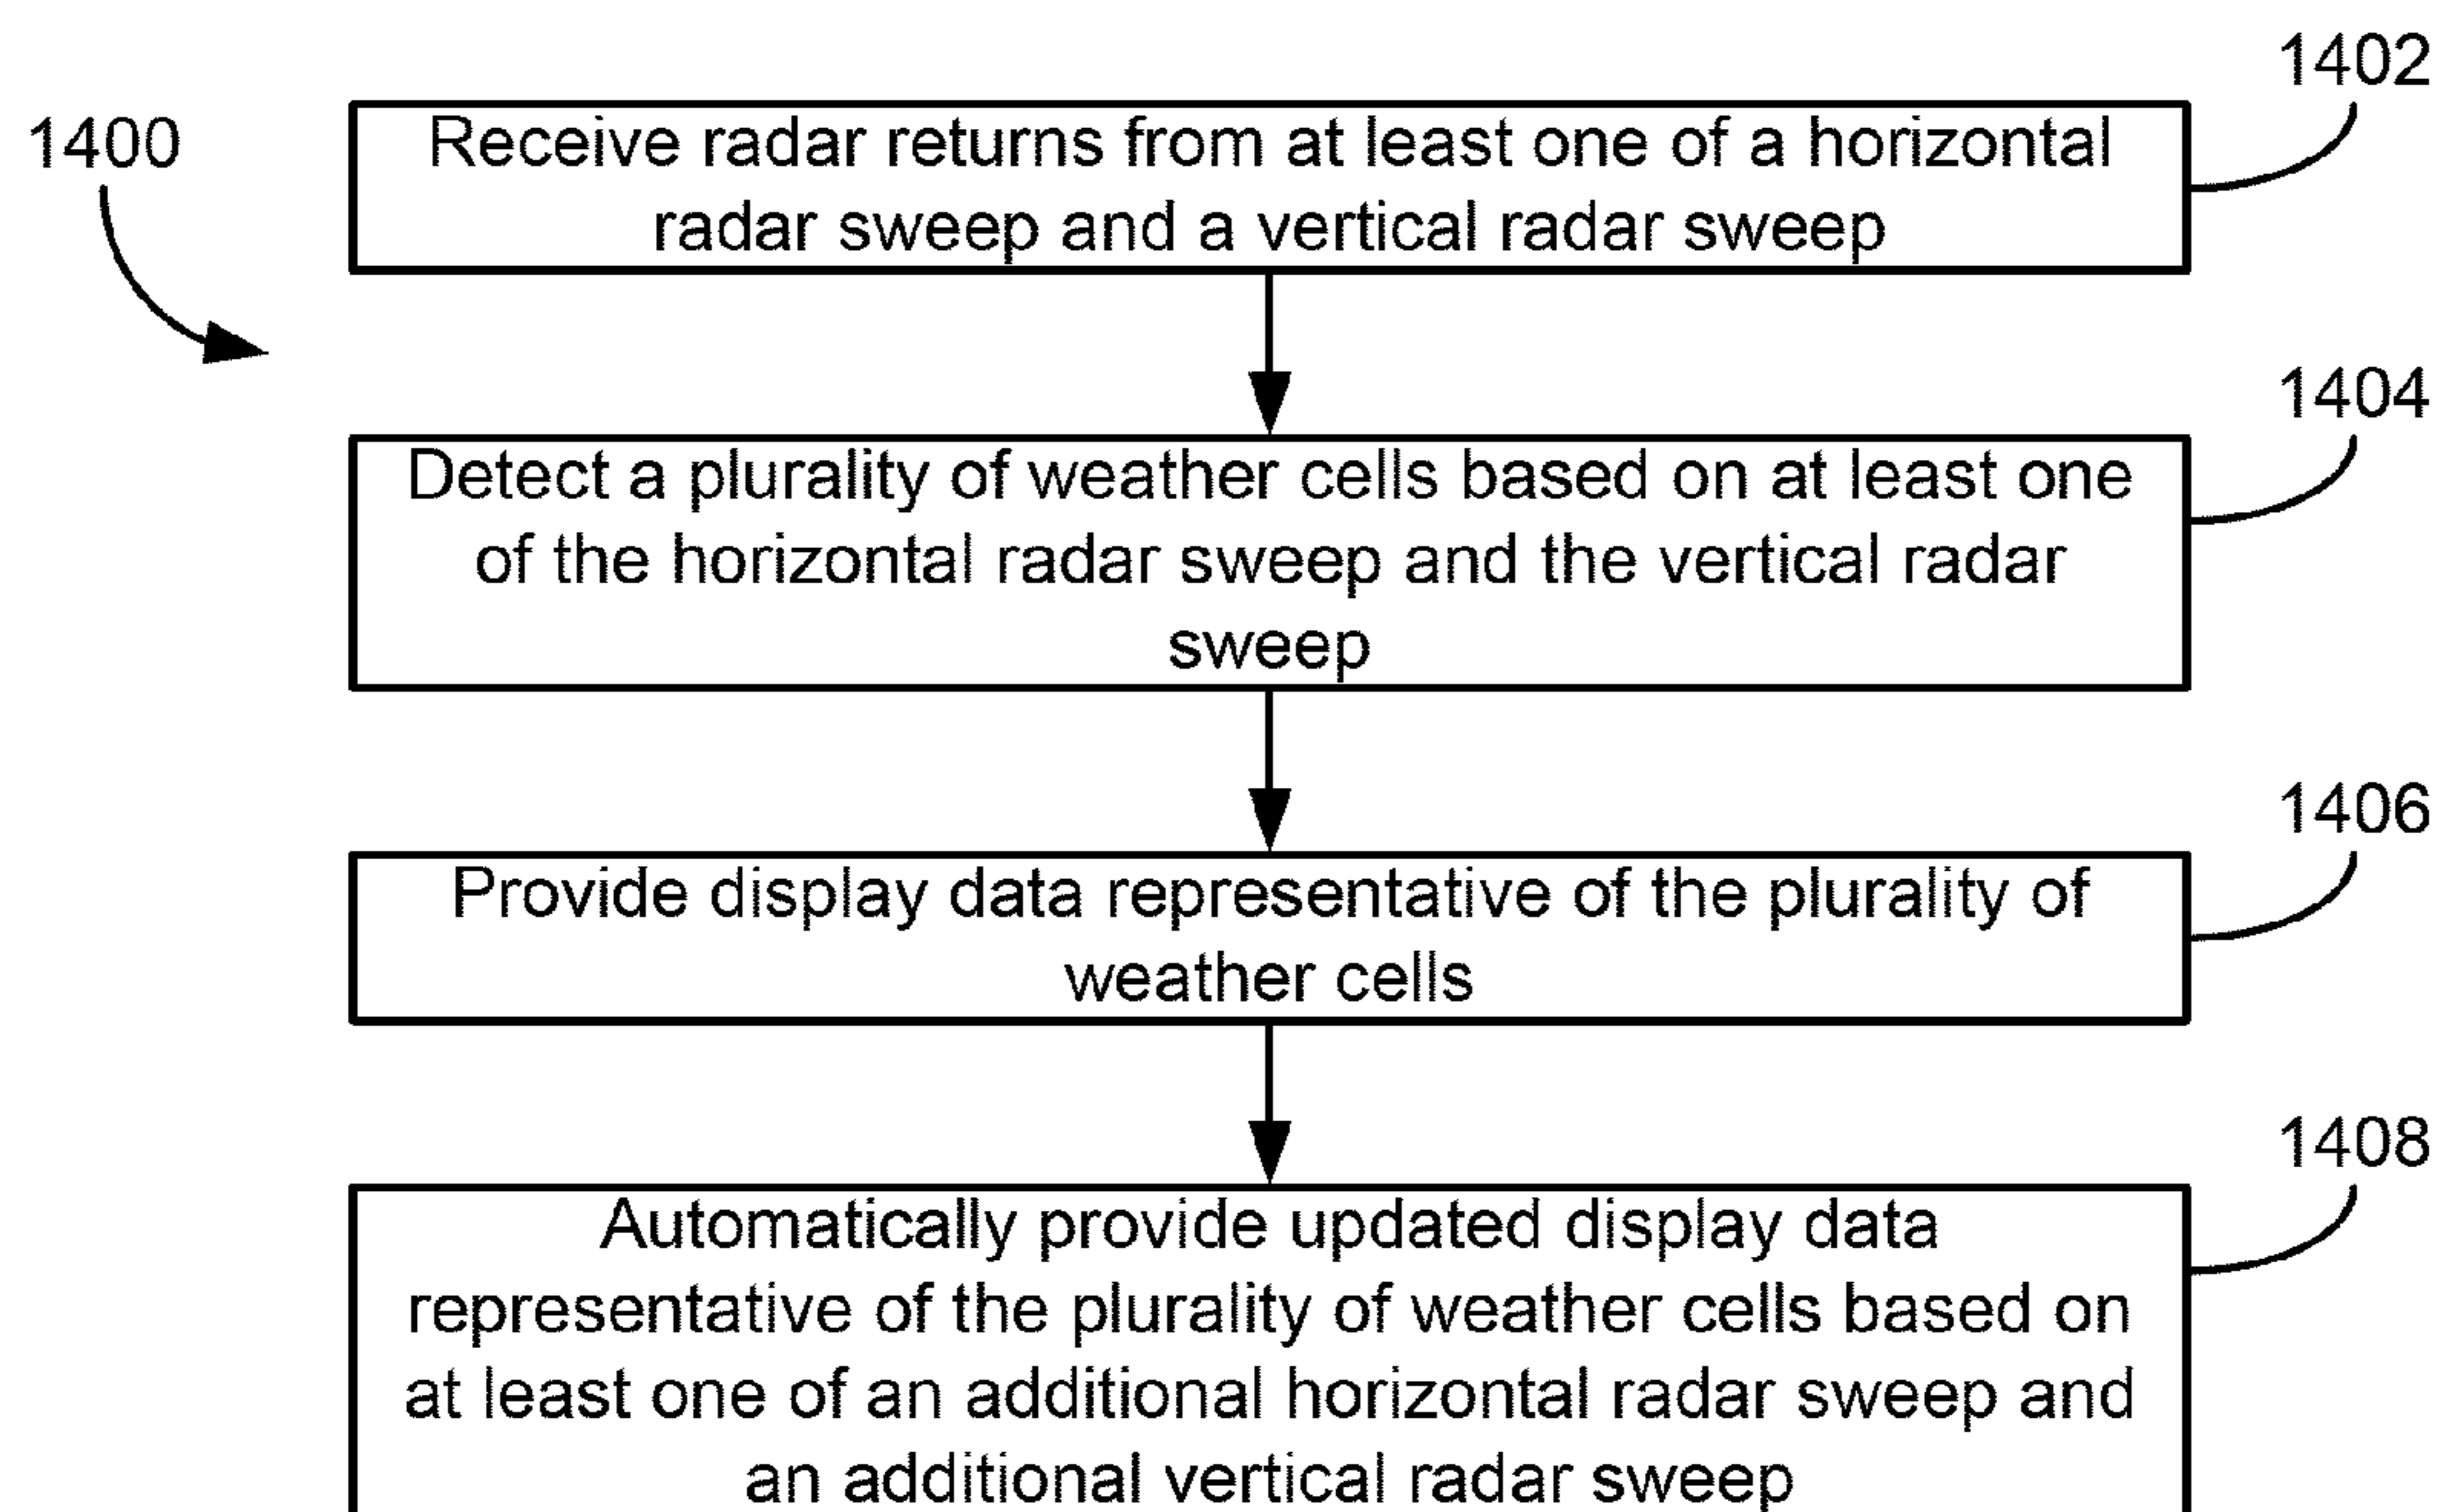 1400
1402
Receive radar returns from at least one of a horizontal
radar sweep and a vertical radar sweep
1404
Detect a plurality of weather cells based on at least one
of the horizontal radar sweep and the vertical radar
sweep
1406
Provide display data representative of the plurality of
weather cells
1408
Automatically provide updated display data
representative of the plurality of weather cells based on
at least one of an additional horizontal radar sweep and
an additional vertical radar sweep